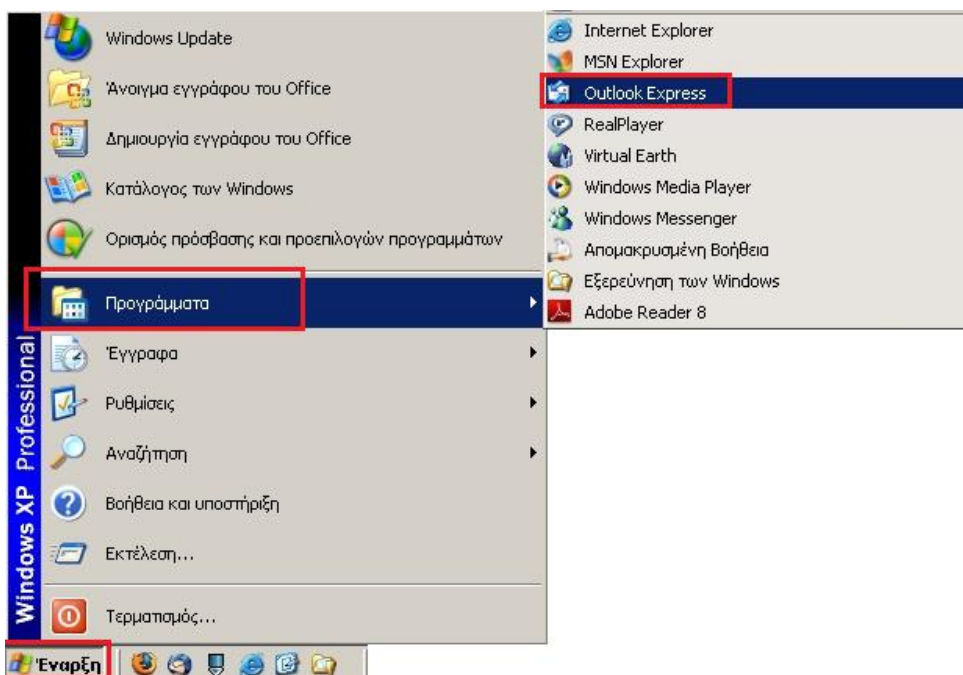 Windows Update
Άνοιγμα εγγράφου του Office
Δημιουργία εγγράφου του Office
Κατάλογος των Windows
Ορισμός πρόσβασης και προεπιλογών προγραμμάτων
Προγράμματα
Έγγραφα
Ρυθμίσεις
Αναζήτηση
Βοήθεια και υποστήριξη
Εκτέλεση...
Τερματισμός...
Windows XP Professional
Έναρξη
Internet Explorer
MSN Explorer
Outlook Express
RealPlayer
Virtual Earth
Windows Media Player
Windows Messenger
Απομακρυσμένη Βοήθεια
Εξερεύνηση των Windows
Adobe Reader 8